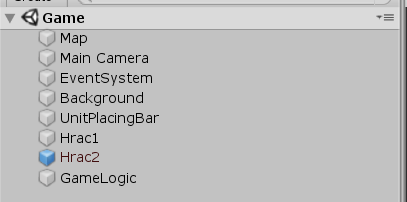 Game
Map
Main Camera
EventSystem
Background
UnitPlacingBar
Hrac1
Hrac2
GameLogic